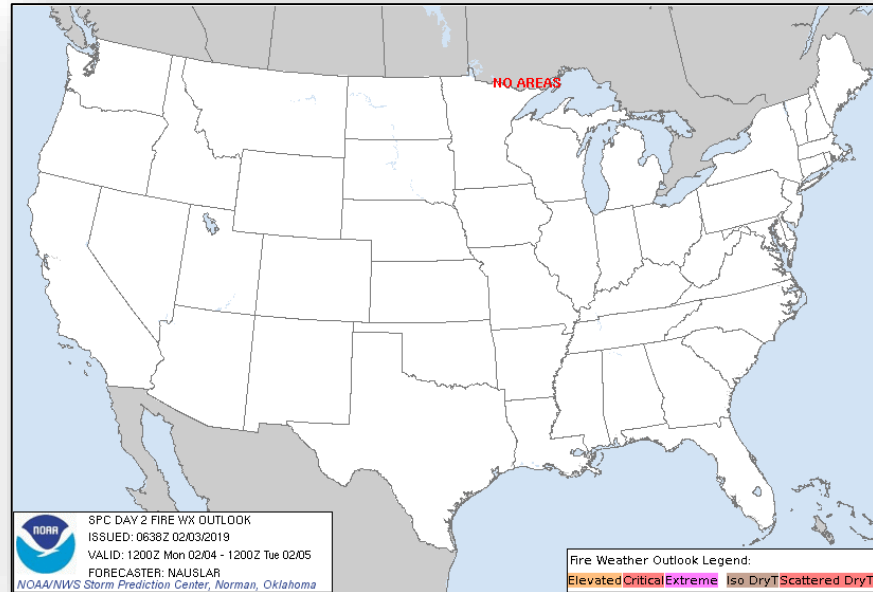 NO AREAS
NOAA
SPC DAY 2 FIRE WX OUTLOOK
ISSUED: 0638Z 02/03/2019
VALID: 1200Z Mon 02/04 - 1200Z Tue 02/05
FORECASTER: NAUSLAR
NOAA/NWS Storm Prediction Center, Norman, Oklahoma
Fire Weather Outlook Legend:
Elevated Critical Extreme Iso DryT Scattered DryT